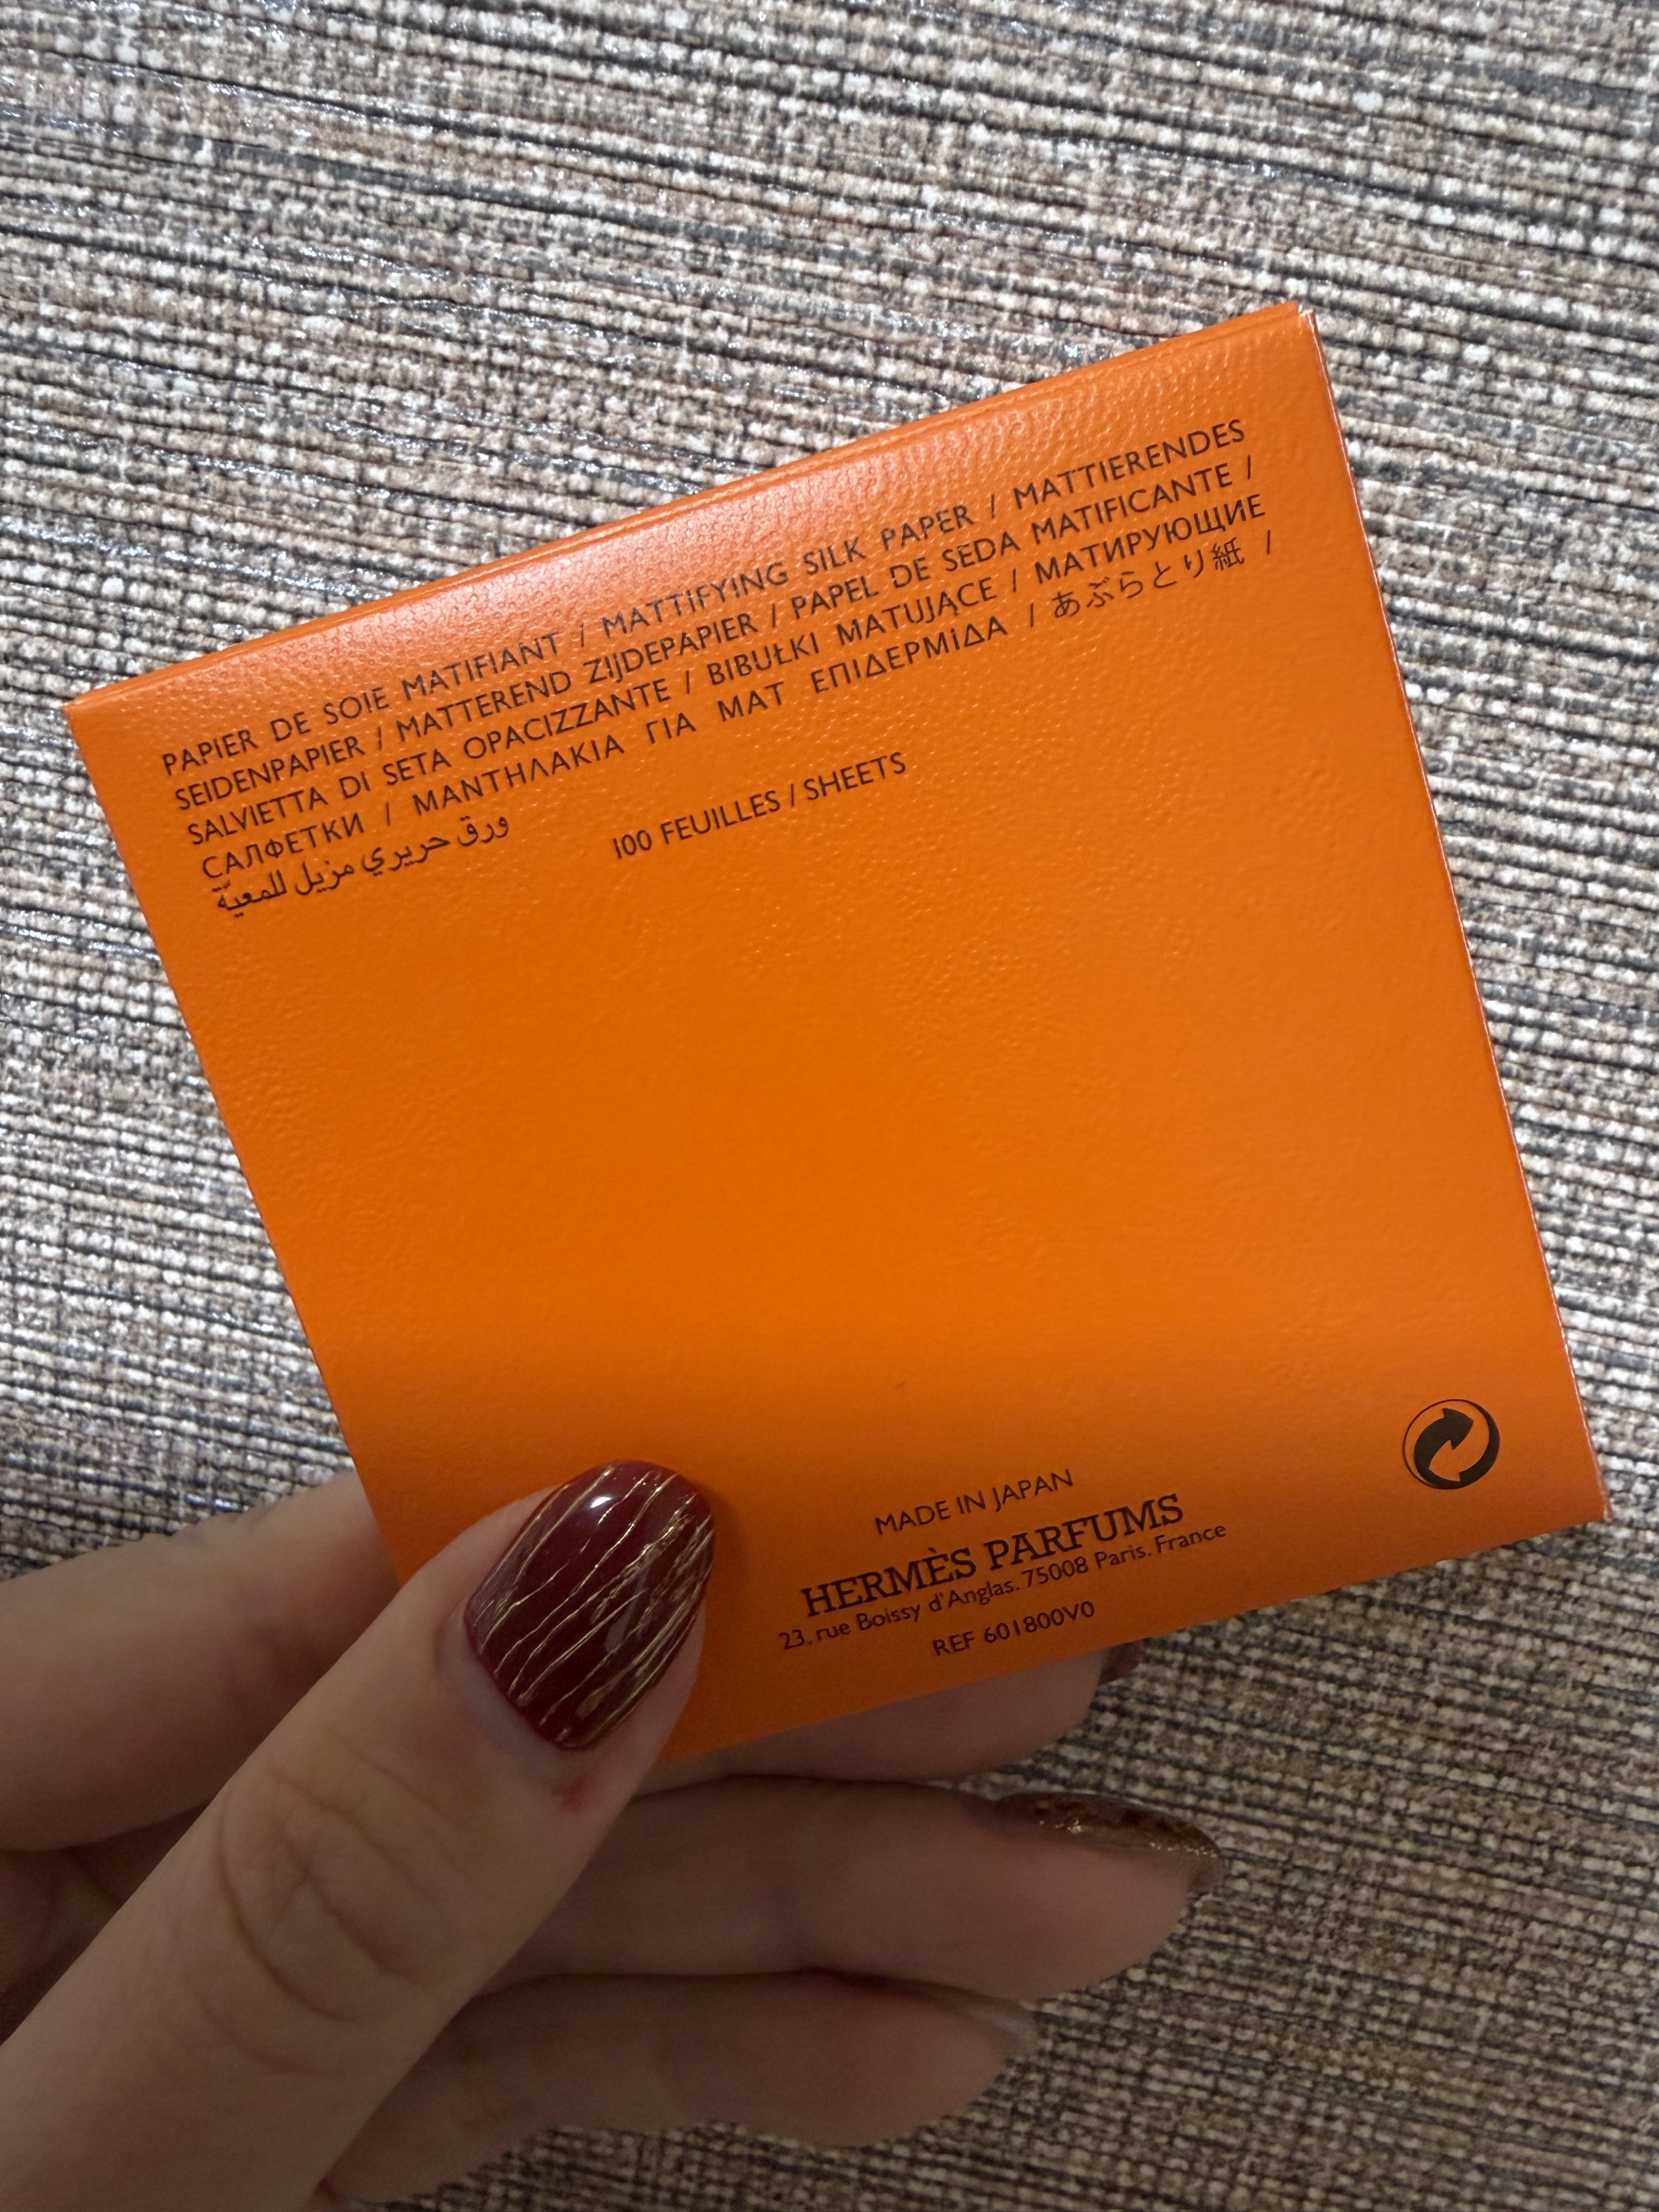 PAPIER DE SOIE MATIFIANT / MATTIFYING SILK PAPER / MATTIERENDES
SEIDENPAPIER / MATTEREND ZIJDEPAPIER / PAPEL DE SEDA MATIFICANTE /
SALVIETTA DI SETA OPACIZZANTE / BIBUŁKI MATUJĄCE / МАТИРУЮЩИЕ
САЛФЕТКИ / ΜΑΝΤΗΛΑΚΙΑ ΓΙΑ ΜΑΤ ΕΠΙΔΕΡΜίΔΑ / あぶらとり紙 /
ورق حريري مزيل للمعيّة
100 FEUILLES / SHEETS
MADE IN JAPAN
HERMÈS PARFUMS
23, rue Boissy d'Anglas. 75008 Paris. France
REF 601800V0